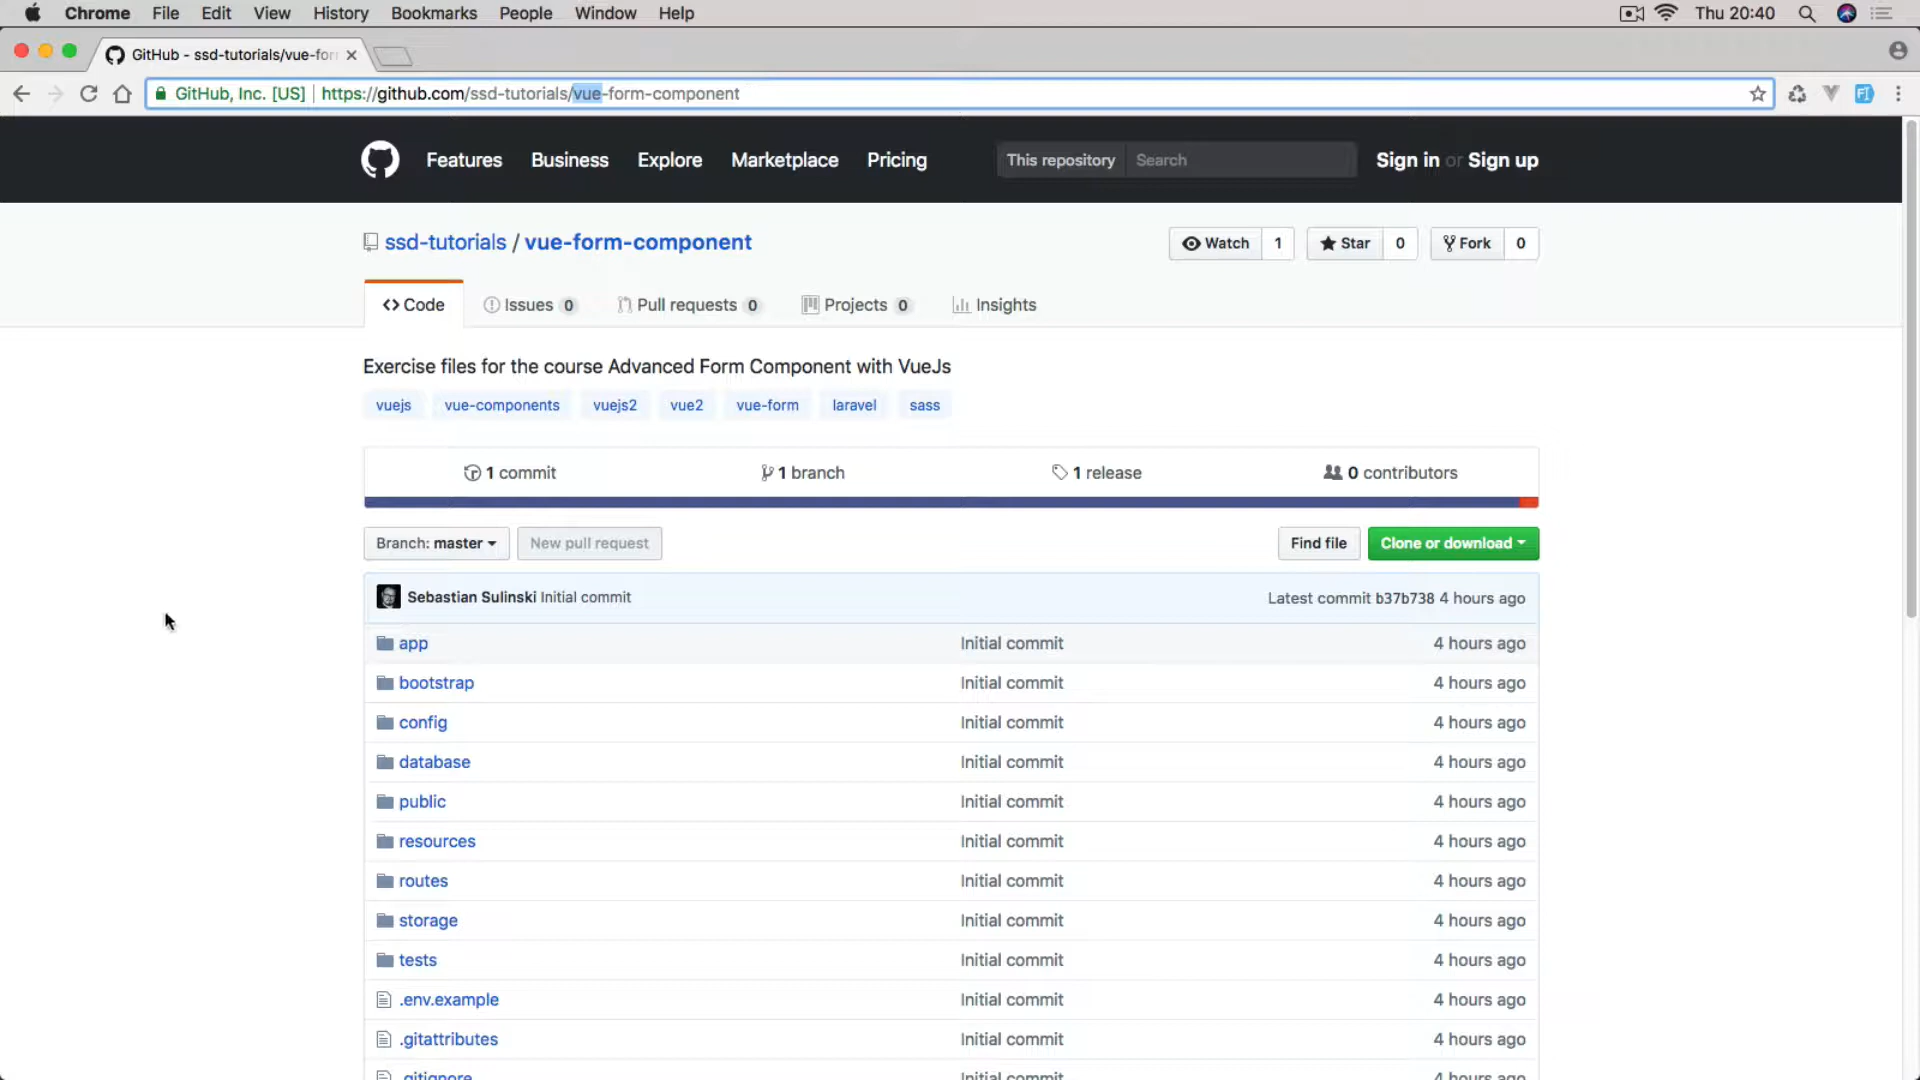 Chrome File Edit View History Bookmarks People Window Help Thu 20:40
GitHub - ssd-tutorials/vue-for
GitHub, Inc. [US] https://github.com/ssd-tutorials/vue-form-component
Features Business Explore Marketplace Pricing This repository Search Sign in or Sign up
ssd-tutorials / vue-form-component Watch 1 Star 0 Fork 0
<> Code Issues 0 Pull requests 0 Projects 0 Insights
Exercise files for the course Advanced Form Component with VueJs
vuejs vue-components vuejs2 vue2 vue-form laravel sass
1 commit 1 branch 1 release 0 contributors
Branch: master New pull request Find file Clone or download
Sebastian Sulinski Initial commit Latest commit b37b738 4 hours ago
app Initial commit 4 hours ago
bootstrap Initial commit 4 hours ago
config Initial commit 4 hours ago
database Initial commit 4 hours ago
public Initial commit 4 hours ago
resources Initial commit 4 hours ago
routes Initial commit 4 hours ago
storage Initial commit 4 hours ago
tests Initial commit 4 hours ago
.env.example Initial commit 4 hours ago
.gitattributes Initial commit 4 hours ago
.gitignore Initial commit 4 hours ago